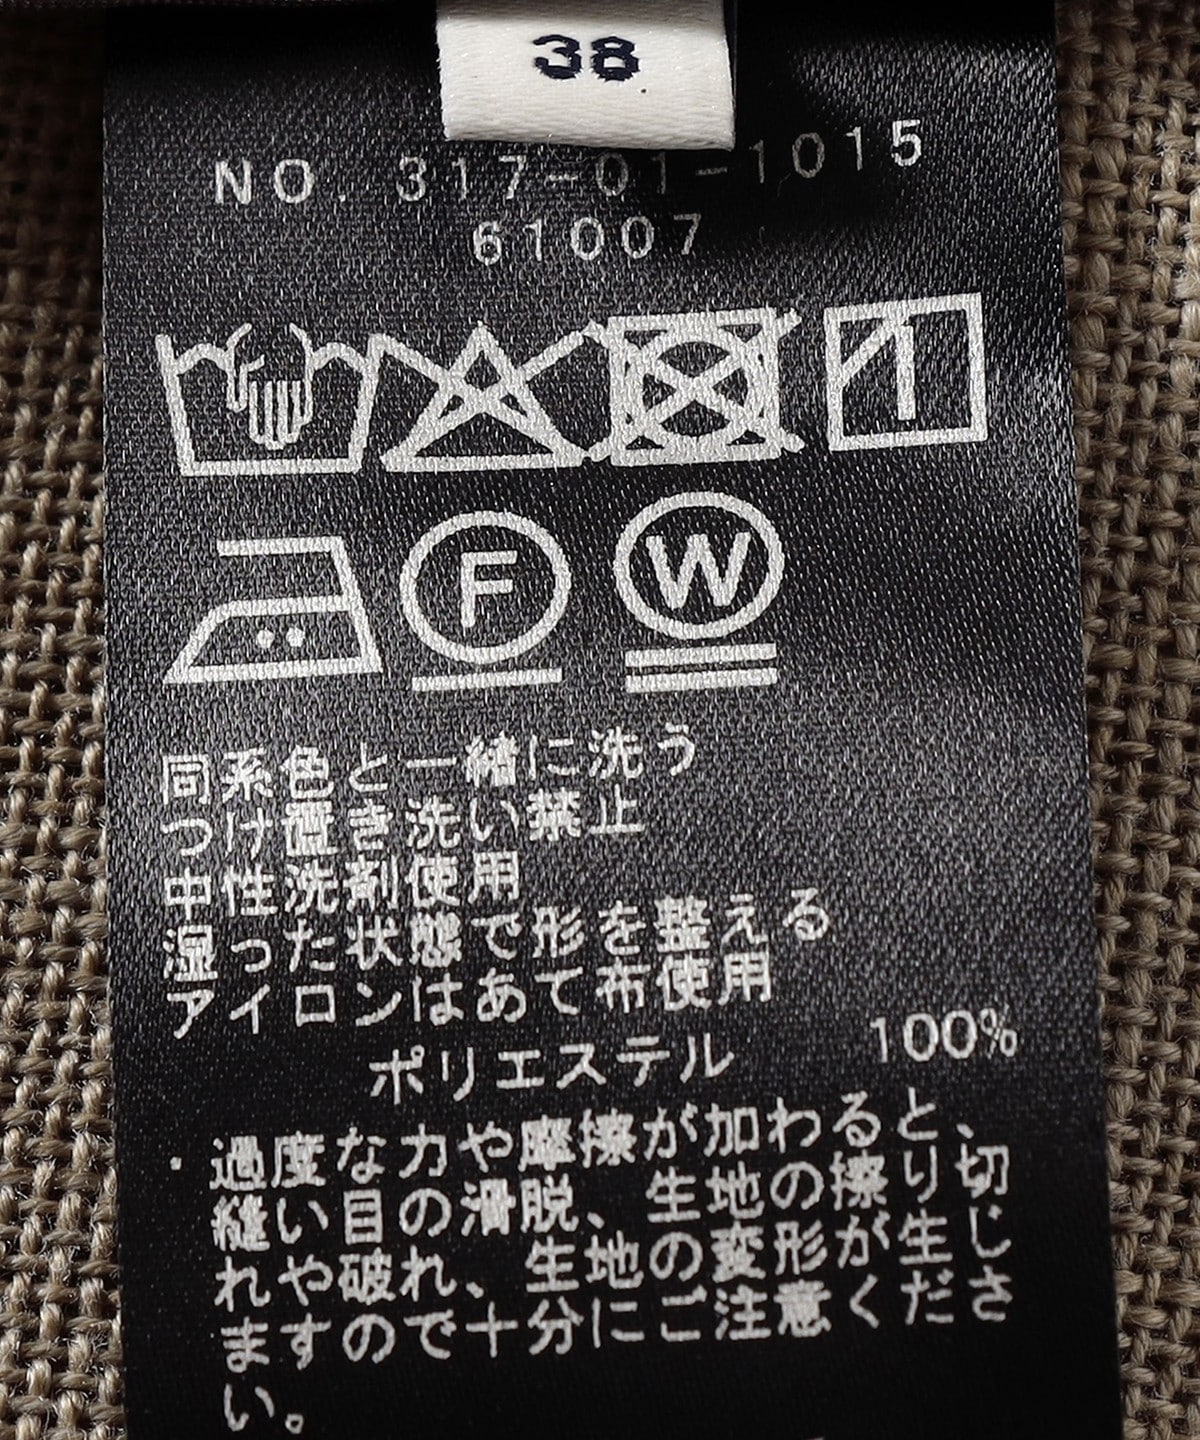 38
NO. 317-01-1015
61007
F
W
同系色と一緒に洗う
つけ置き洗い禁止
中性洗剤使用
湿った状態で形を整える
アイロンはあて布使用
ポリエステル 100%
・過度な力や摩擦が加わると、
縫い目の滑脱、生地の擦り切
れや破れ、生地の変形が生じ
ますので十分にご注意くださ
い。